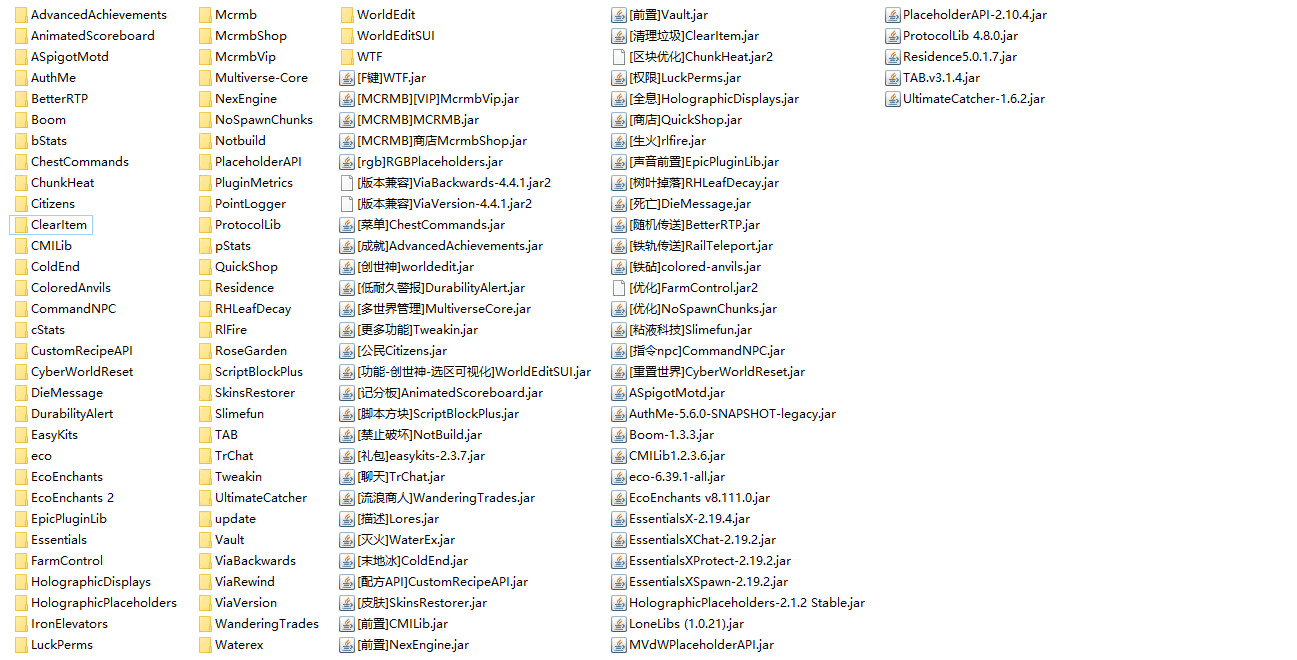 AdvancedAchievements
AnimatedScoreboard
ASpigotMotd
AuthMe
BetterRTP
Boom
bStats
ChestCommands
ChunkHeat
Citizens
ClearItem
CMILib
ColdEnd
ColoredAnvils
CommandNPC
cStats
CustomRecipeAPI
CyberWorldReset
DieMessage
DurabilityAlert
EasyKits
eco
EcoEnchants
EcoEnchants 2
EpicPluginLib
Essentials
FarmControl
HolographicDisplays
HolographicPlaceholders
IronElevators
LuckPerms
Mcrmb
McrmbShop
McrmbVip
Multiverse-Core
NexEngine
NoSpawnChunks
Notbuild
PlaceholderAPI
PluginMetrics
PointLogger
ProtocolLib
pStats
QuickShop
Residence
RHLeafDecay
RlFire
RoseGarden
ScriptBlockPlus
SkinsRestorer
Slimefun
TAB
TrChat
Tweakin
UltimateCatcher
update
Vault
ViaBackwards
ViaRewind
ViaVersion
WanderingTrades
Waterex
WorldEdit
WorldEditSUI
WTF
[F键]WTF.jar
[MCRMB][VIP]McrmbVip.jar
[MCRMB]MCRMB.jar
[MCRMB]商店McrmbShop.jar
[rgb]RGBPlaceholders.jar
[版本兼容]ViaBackwards-4.4.1.jar2
[版本兼容]ViaVersion-4.4.1.jar2
[菜单]ChestCommands.jar
[成就]AdvancedAchievements.jar
[创世神]worldedit.jar
[低耐久警报]DurabilityAlert.jar
[多世界管理]MultiverseCore.jar
[更多功能]Tweakin.jar
[公民Citizens.jar
[功能-创世神-选区可视化]WorldEditSUI.jar
[记分板]AnimatedScoreboard.jar
[脚本方块]ScriptBlockPlus.jar
[禁止破坏]NotBuild.jar
[礼包]easykits-2.3.7.jar
[聊天]TrChat.jar
[流浪商人]WanderingTrades.jar
[描述]Lores.jar
[灭火]WaterEx.jar
[末地冰]ColdEnd.jar
[配方API]CustomRecipeAPI.jar
[皮肤]SkinsRestorer.jar
[前置]CMILib.jar
[前置]NexEngine.jar
[前置]Vault.jar
[清理垃圾]ClearItem.jar
[区块优化]ChunkHeat.jar2
[权限]LuckPerms.jar
[全息]HolographicDisplays.jar
[商店]QuickShop.jar
[生火]rlfire.jar
[声音前置]EpicPluginLib.jar
[树叶掉落]RHLeafDecay.jar
[死亡]DieMessage.jar
[随机传送]BetterRTP.jar
[铁轨传送]RailTeleport.jar
[铁砧]colored-anvils.jar
[优化]FarmControl.jar2
[优化]NoSpawnChunks.jar
[粘液科技]Slimefun.jar
[指令npc]CommandNPC.jar
[重置世界]CyberWorldReset.jar
ASpigotMotd.jar
AuthMe-5.6.0-SNAPSHOT-legacy.jar
Boom-1.3.3.jar
CMILib1.2.3.6.jar
eco-6.39.1-all.jar
EcoEnchants v8.111.0.jar
EssentialsX-2.19.4.jar
EssentialsXChat-2.19.2.jar
EssentialsXProtect-2.19.2.jar
EssentialsXSpawn-2.19.2.jar
HolographicPlaceholders-2.1.2 Stable.jar
LoneLibs (1.0.21).jar
MVdWPlaceholderAPI.jar
PlaceholderAPI-2.10.4.jar
ProtocolLib 4.8.0.jar
Residence5.0.1.7.jar
TAB.v3.1.4.jar
UltimateCatcher-1.6.2.jar